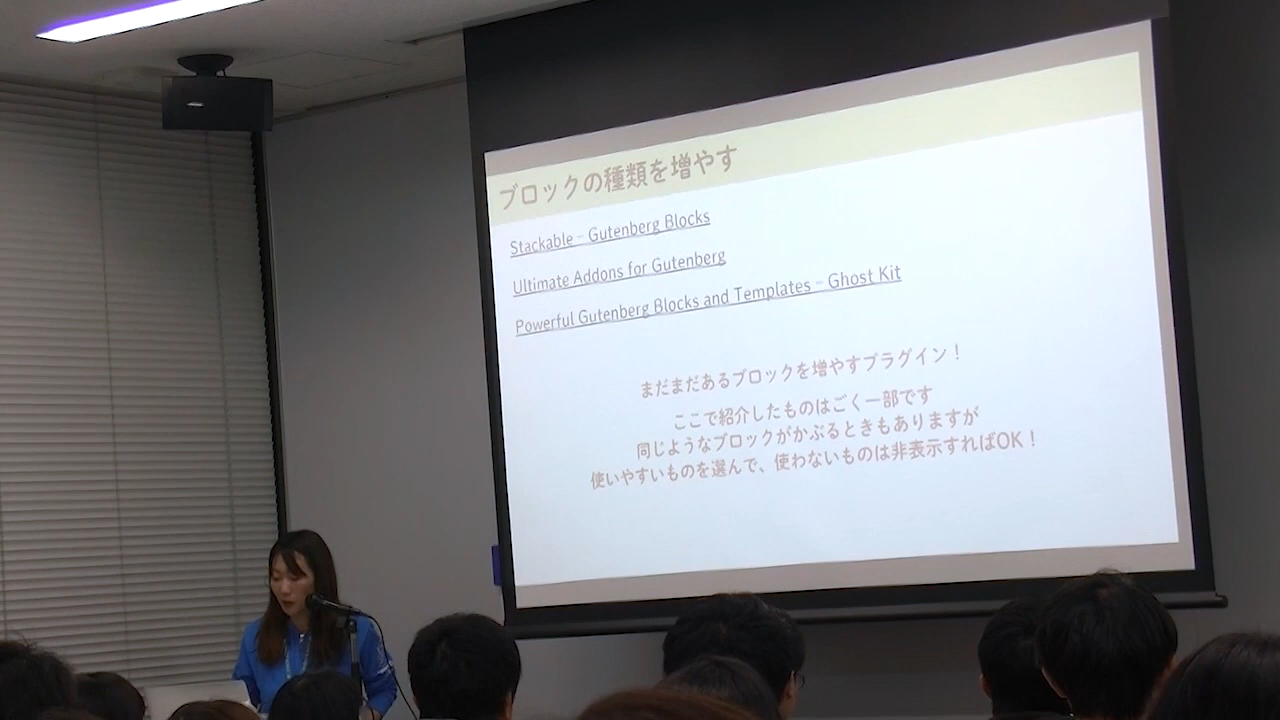 ブロックの種類を増やす
Stackable – Gutenberg Blocks
Ultimate Addons for Gutenberg
Powerful Gutenberg Blocks and Templates – Ghost Kit
まだまだあるブロックを増やすプラグイン！
ここで紹介したものはごく一部です
同じようなブロックがかぶるときもありますが
使いやすいものを選んで、使わないものは非表示すればOK！